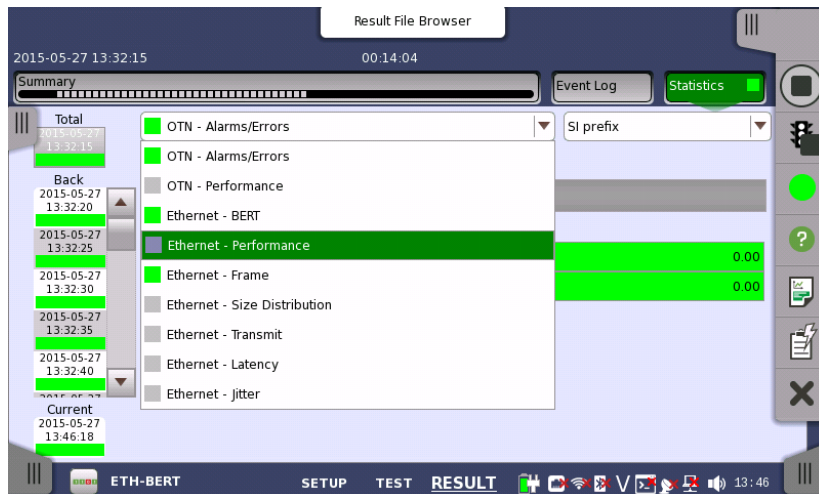 Result File Browser
2015-05-27 13:32:15
00:14:04
Summary
Event Log
Statistics
Total
2015-05-27
13:32:15
OTN - Alarms/Errors
SI prefix
OTN - Alarms/Errors
OTN - Performance
Ethernet - BERT
Ethernet - Performance
Ethernet - Frame
Ethernet - Size Distribution
Ethernet - Transmit
Ethernet - Latency
Ethernet - Jitter
0.00
0.00
Back
2015-05-27
13:32:20
2015-05-27
13:32:25
2015-05-27
13:32:30
2015-05-27
13:32:35
2015-05-27
13:32:40
Current
2015-05-27
13:46:18
ETH-BERT
SETUP
TEST
RESULT
13:46